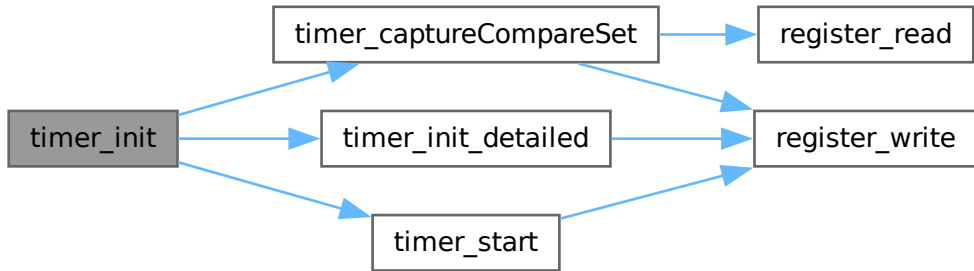 timer_captureCompareSet
register_read
timer_init
timer_init_detailed
register_write
timer_start